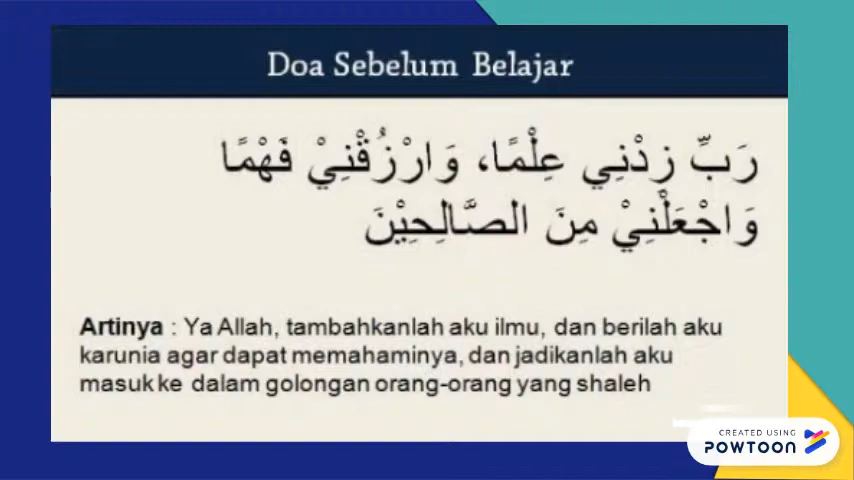 Doa Sebelum Belajar
رَبِّ زِدْنِي عِلْمًا، وَارْزُقْنِيْ فَهْمًا
وَاجْعَلْنِيْ مِنَ الصَّالِحِيْنَ
Artinya : Ya Allah, tambahkanlah aku ilmu, dan berilah aku
karunia agar dapat memahaminya, dan jadikanlah aku
masuk ke dalam golongan orang-orang yang shaleh
CREATED USING
POWTOON